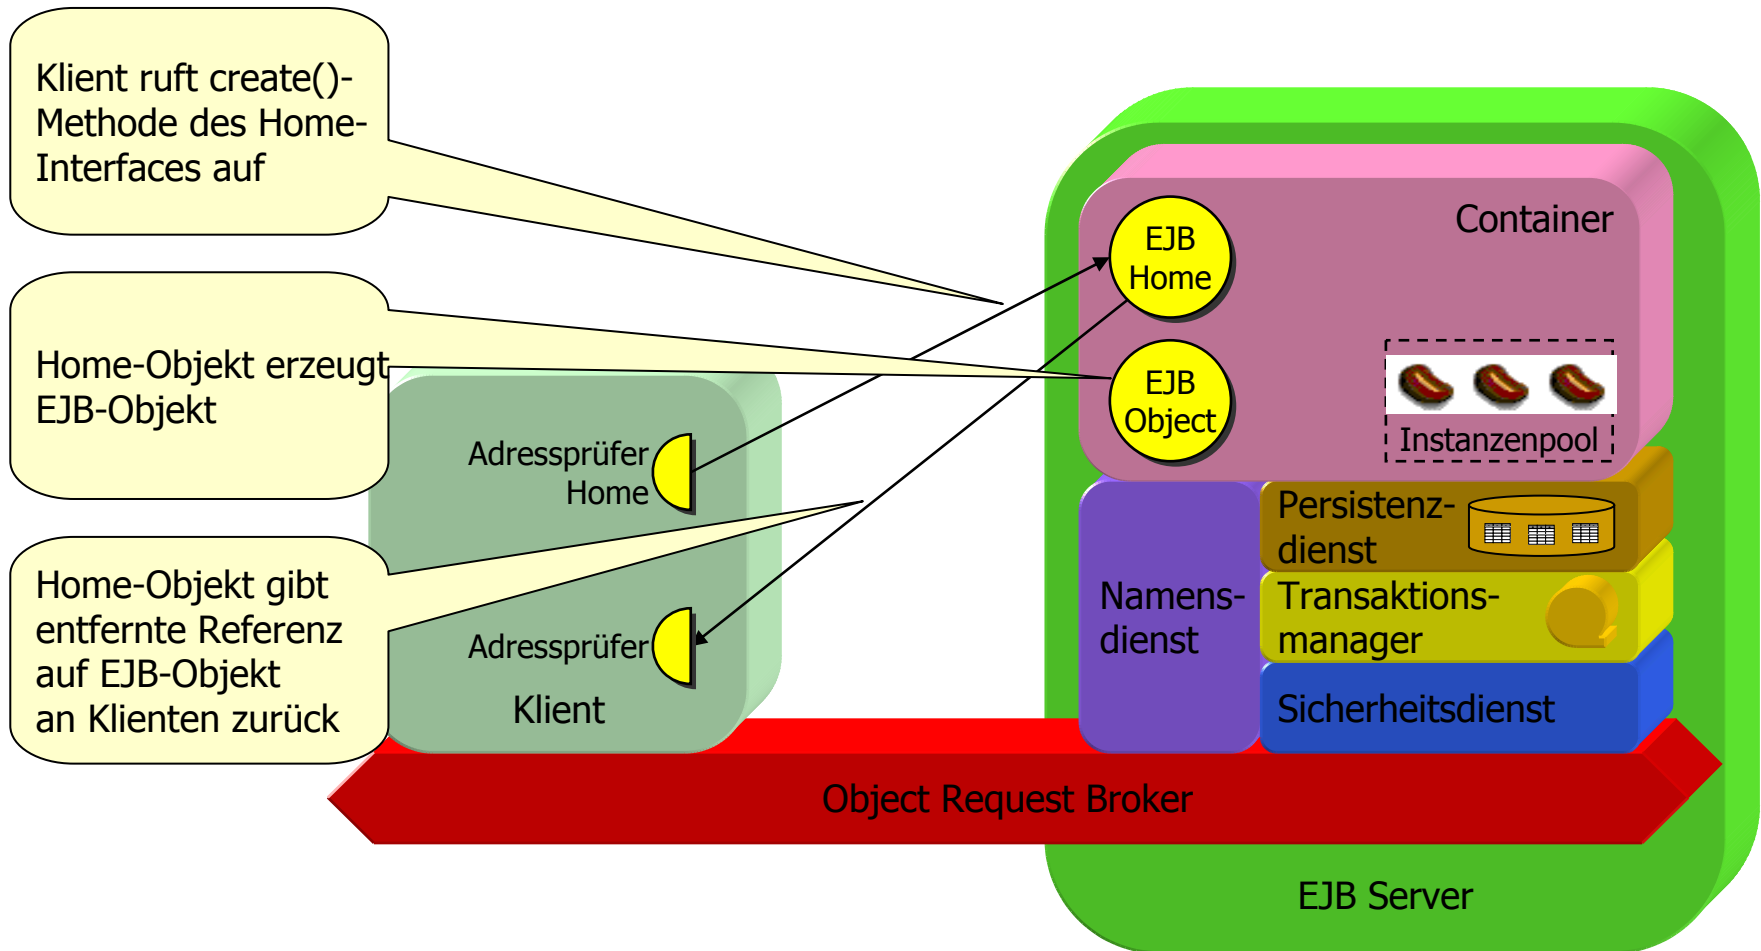 Klient ruft create()-
Methode des Home-
Interfaces auf
Home-Objekt erzeugt
EJB-Objekt
Home-Objekt gibt
entfernte Referenz
auf EJB-Objekt
an Klienten zurück
Adressprüfer
Home
Adressprüfer
Klient
EJB
Home
EJB
Object
Container
Instanzenpool
Namens-
dienst
Persistenz-
dienst
Transaktions-
manager
Sicherheitsdienst
Object Request Broker
EJB Server